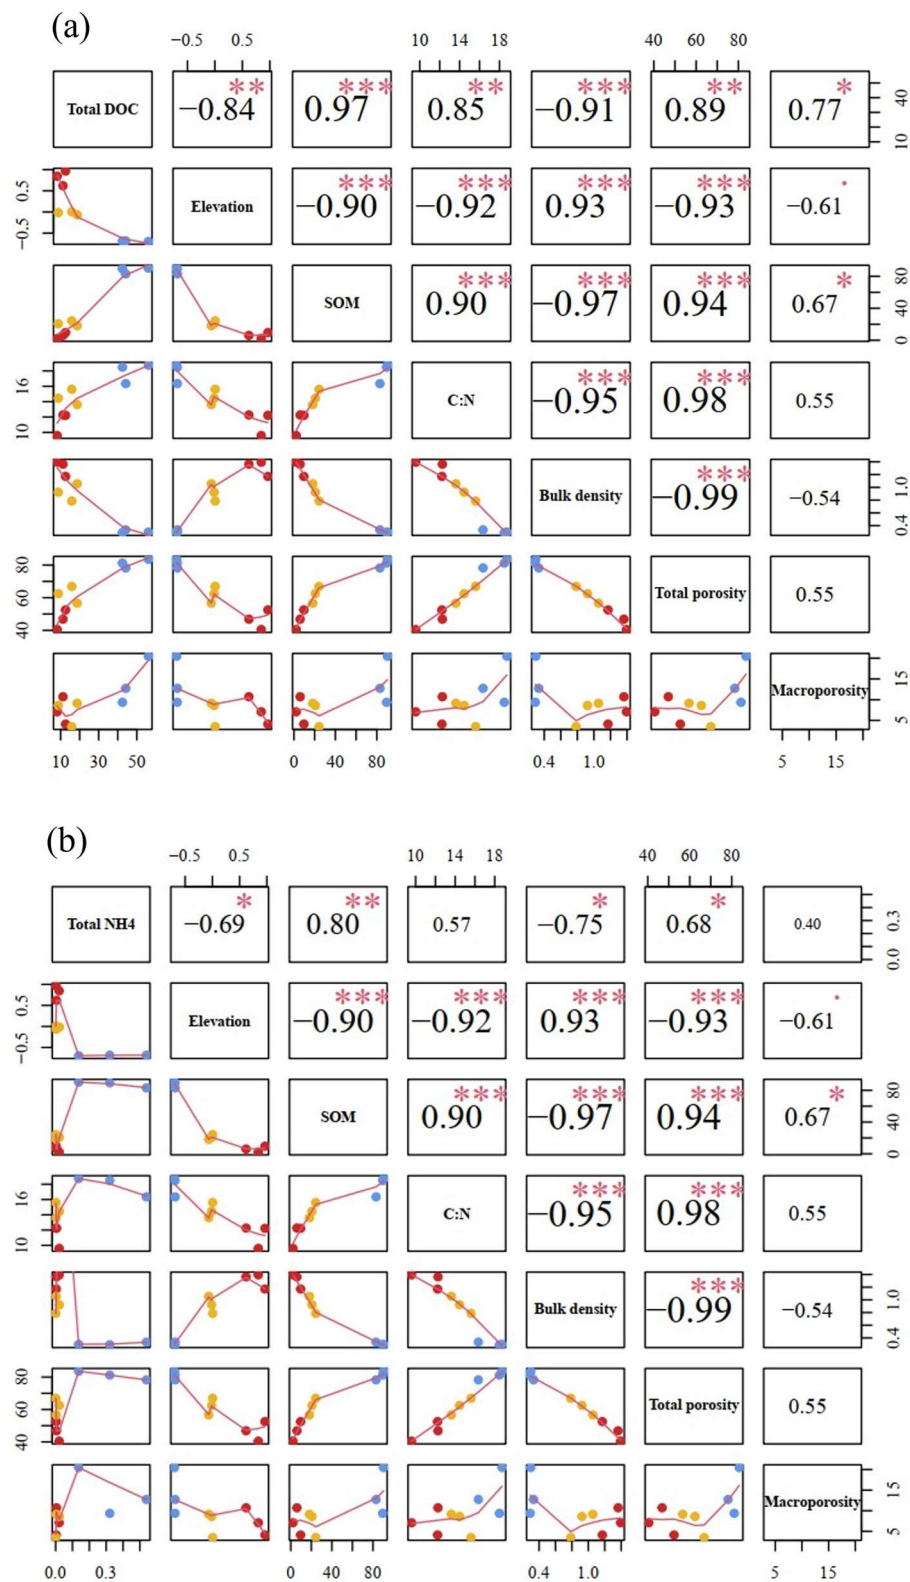 (a)
−0.5 0.5 10 14 18 40 60 80
** *** ** *** ** *
Total DOC −0.84 0.97 0.85 −0.91 0.89 0.77 10 40
*** *** *** *** .
−0.5 0.5 Elevation −0.90 −0.92 0.93 −0.93 −0.61
*** *** *** *
SOM 0.90 −0.97 0.94 0.67 0 40 80
*** ***
10 16 C:N −0.95 0.98 0.55
***
Bulk density −0.99 −0.54 0.4 1.0
40 60 80 Total porosity 0.55
Macroporosity 5 15
10 30 50 0 40 80 0.4 1.0 5 15
(b)
−0.5 0.5 10 14 18 40 60 80
* ** * *
Total NH4 −0.69 0.80 0.57 −0.75 0.68 0.40 0.0 0.3
*** *** *** *** .
−0.5 0.5 Elevation −0.90 −0.92 0.93 −0.93 −0.61
*** *** *** *
SOM 0.90 −0.97 0.94 0.67 0 40 80
*** ***
10 16 C:N −0.95 0.98 0.55
***
Bulk density −0.99 −0.54 0.4 1.0
40 60 80 Total porosity 0.55
Macroporosity 5 15
0.0 0.3 0 40 80 0.4 1.0 5 15